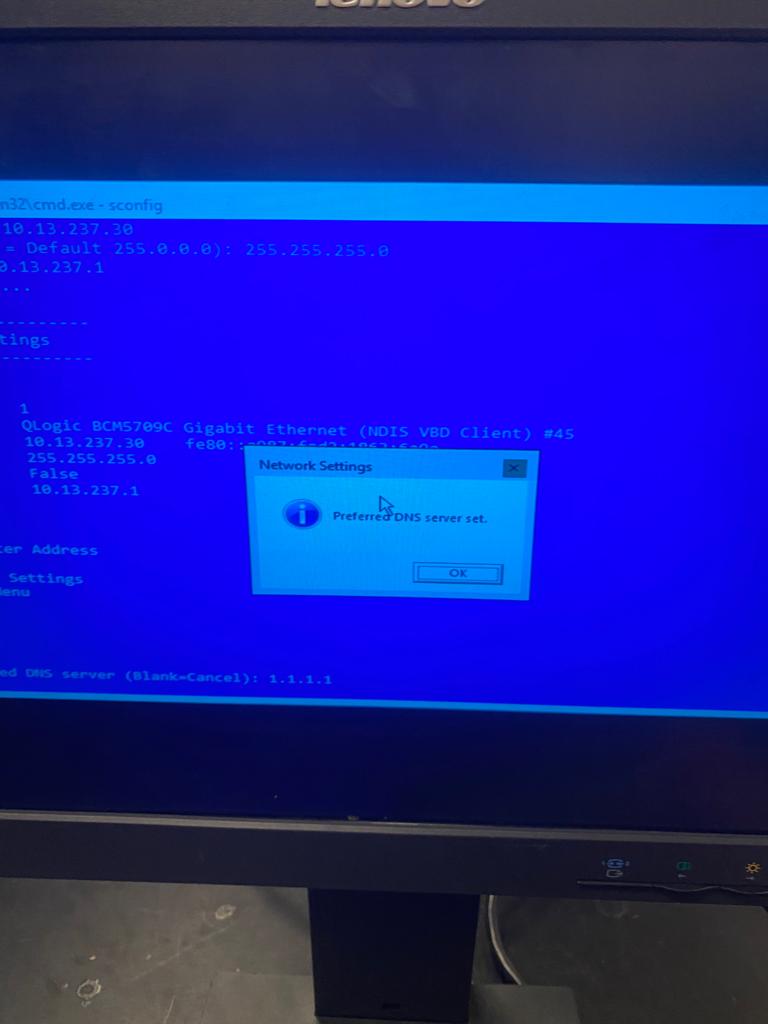 lenovo
m32\cmd.exe - sconfig
10.13.237.30
= Default 255.0.0.0): 255.255.255.0
0.13.237.1
...
---------
tings
---------
1
QLogic BCM5709C Gigabit Ethernet (NDIS VBD Client) #45
10.13.237.30 fe80::
255.255.255.0
False
10.13.237.1
Network Settings
Preferred DNS server set.
OK
ter Address
Settings
Menu
ed DNS server (Blank=Cancel): 1.1.1.1